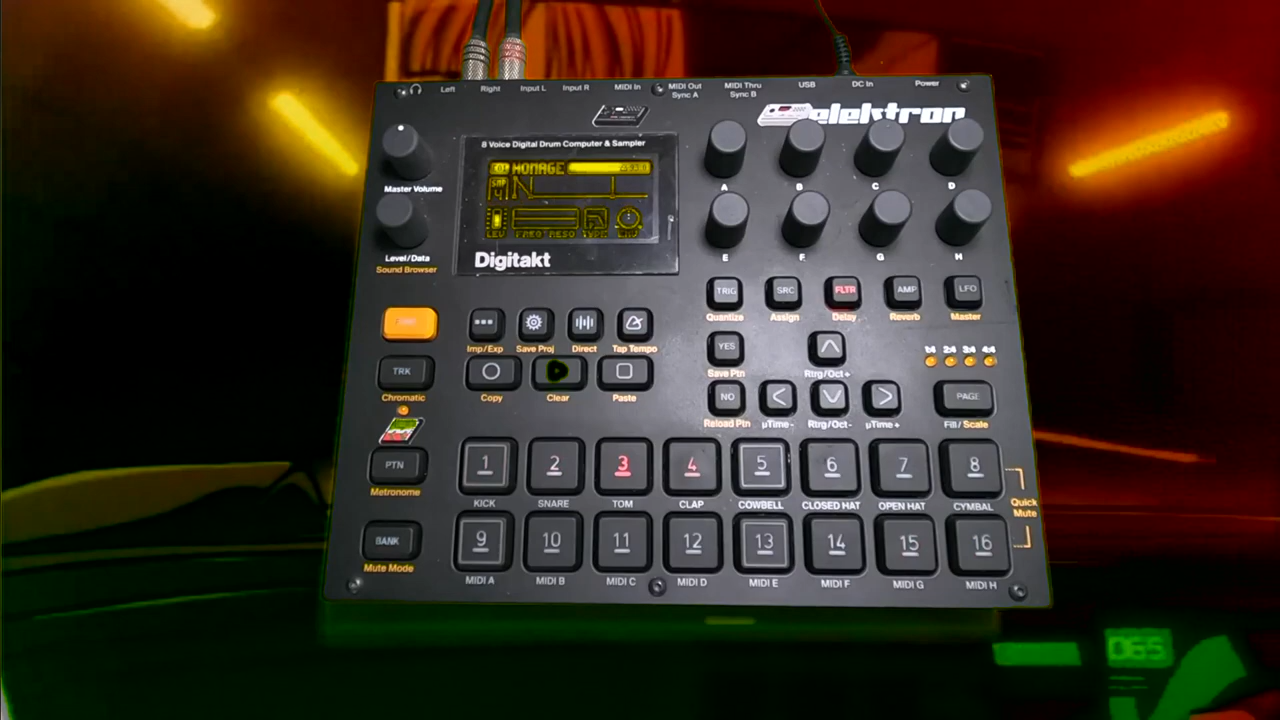 Left Right Input L Input R MIDI In MIDI Out MIDI Thru USB DC In Power
Sync A Sync B
elektron
8 Voice Digital Drum Computer & Sampler
HOMAGE
LEV FREQ RESO TYPE ENV
Digitakt
Master Volume
Level/Data
Sound Browser
A B C D
E F G H
TRIG SRC FLTR AMP LFO
Quantize Assign Delay Reverb Master
FUNC
Imp/Exp Save Proj Direct Tap Tempo
YES
Save Ptn Rtrg/Oct+
1:4 2:4 3:4 4:4
TRK
Chromatic
Copy Clear Paste
NO PAGE
Reload Ptn µTime- Rtrg/Oct- µTime+ Fill/Scale
PTN
Metronome
1 2 3 4 5 6 7 8
KICK SNARE TOM CLAP COWBELL CLOSED HAT OPEN HAT CYMBAL
Quick
Mute
BANK
Mute Mode
9 10 11 12 13 14 15 16
MIDI A MIDI B MIDI C MIDI D MIDI E MIDI F MIDI G MIDI H
065